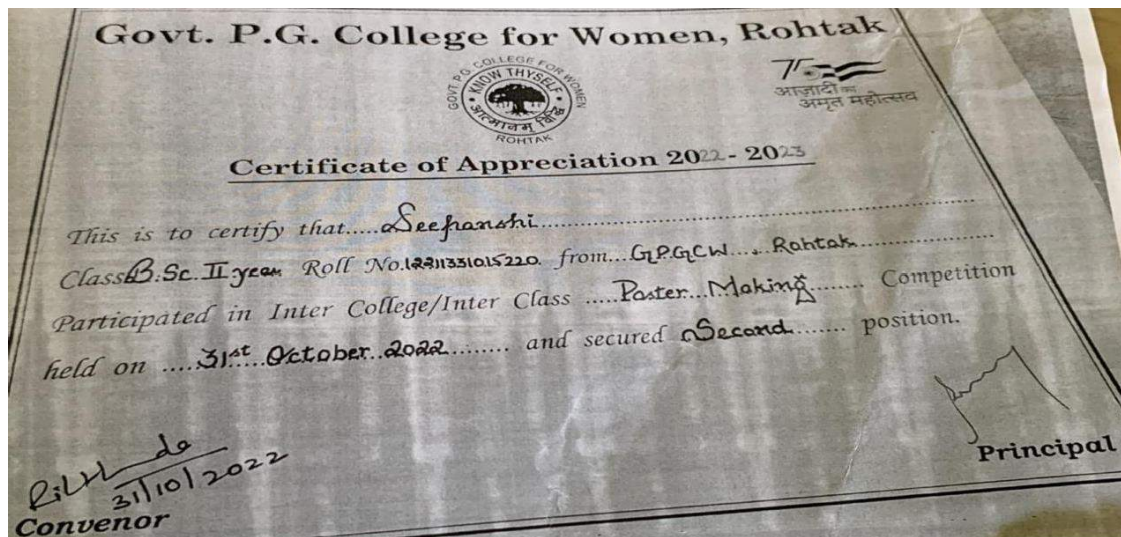 Govt. P.G. College for Women, Rohtak
GOVT P.G. COLLEGE FOR WOMEN
KNOW THYSELF
आत्मानम् विद्धि
ROHTAK
75
आज़ादी का
अमृत महोत्सव
Certificate of Appreciation 2022 - 2023
This is to certify that.....Deepanshi..............................
Class B.Sc. II year Roll No. from...G.P.G.C.W.... Rohtak....................
Participated in Inter College/Inter Class .....Poster...Making......... Competition
held on .....31st..October..2022......... and secured Second........ position.
31/10/2022
Convenor
Principal